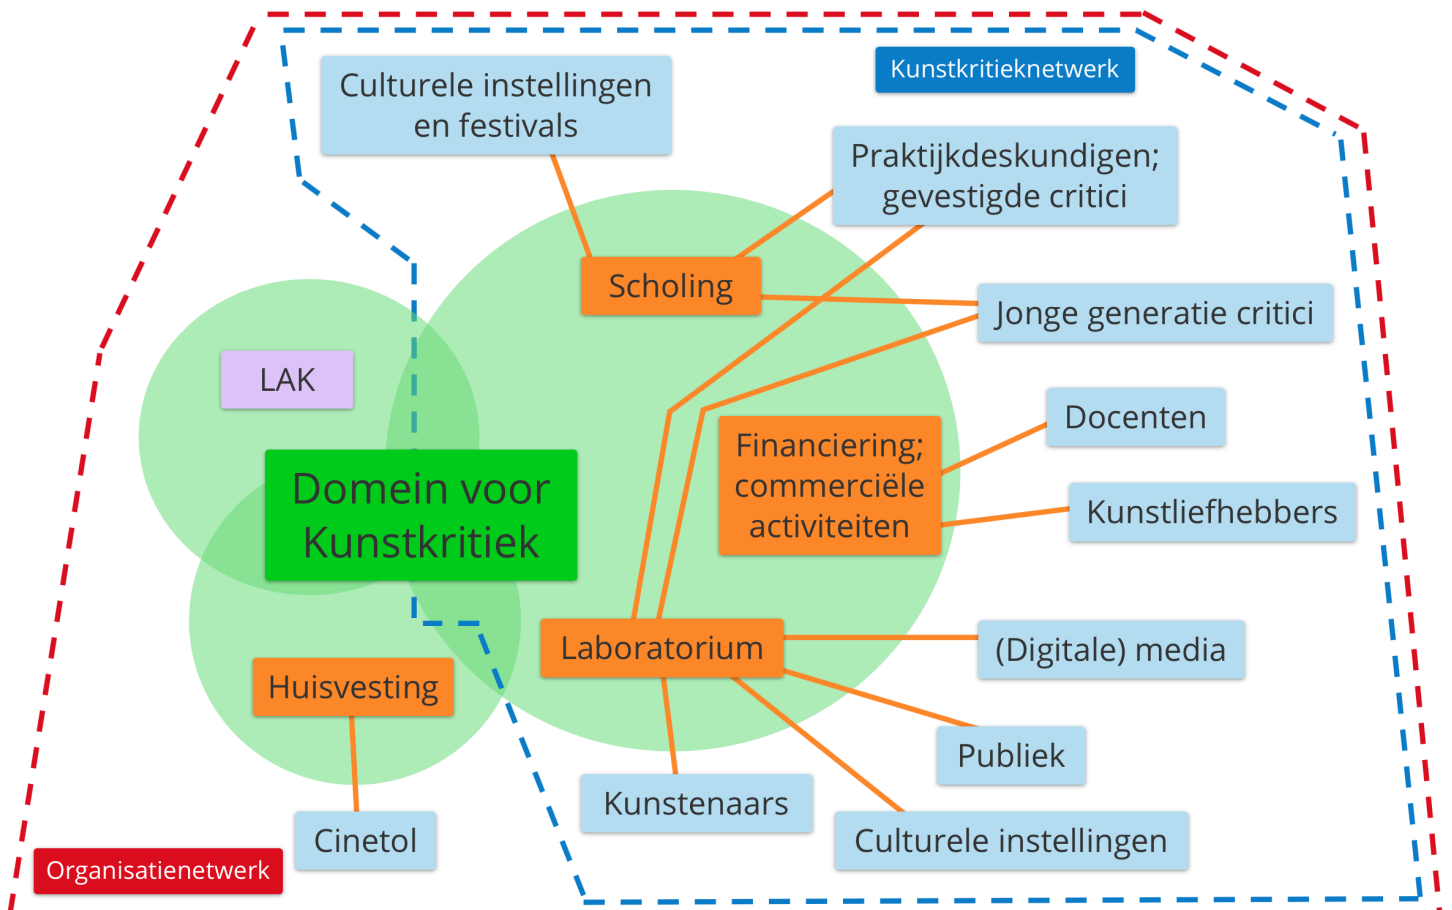 Kunstkritieknetwerk
Culturele instellingen
en festivals
Praktijkdeskundigen;
gevestigde critici
Scholing
Jonge generatie critici
LAK
Docenten
Financiering;
commerciële
activiteiten
Domein voor
Kunstkritiek
Kunstliefhebbers
Laboratorium
(Digitale) media
Huisvesting
Publiek
Kunstenaars
Cinetol
Culturele instellingen
Organisatienetwerk